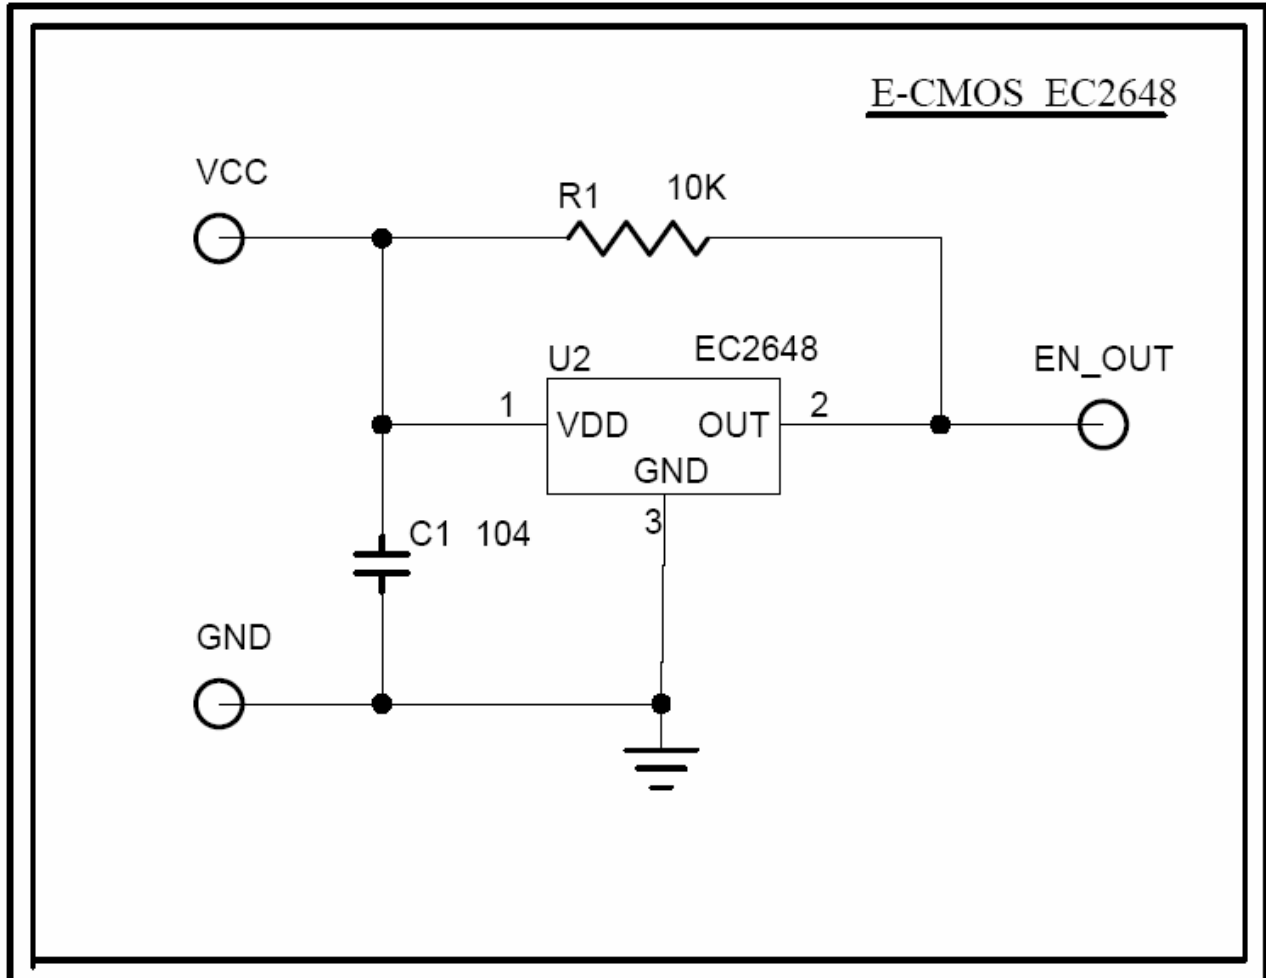 E-CMOS EC2648
VCC
R1 10K
U2 EC2648
EN_OUT
1 VDD OUT 2
GND
3
C1 104
GND